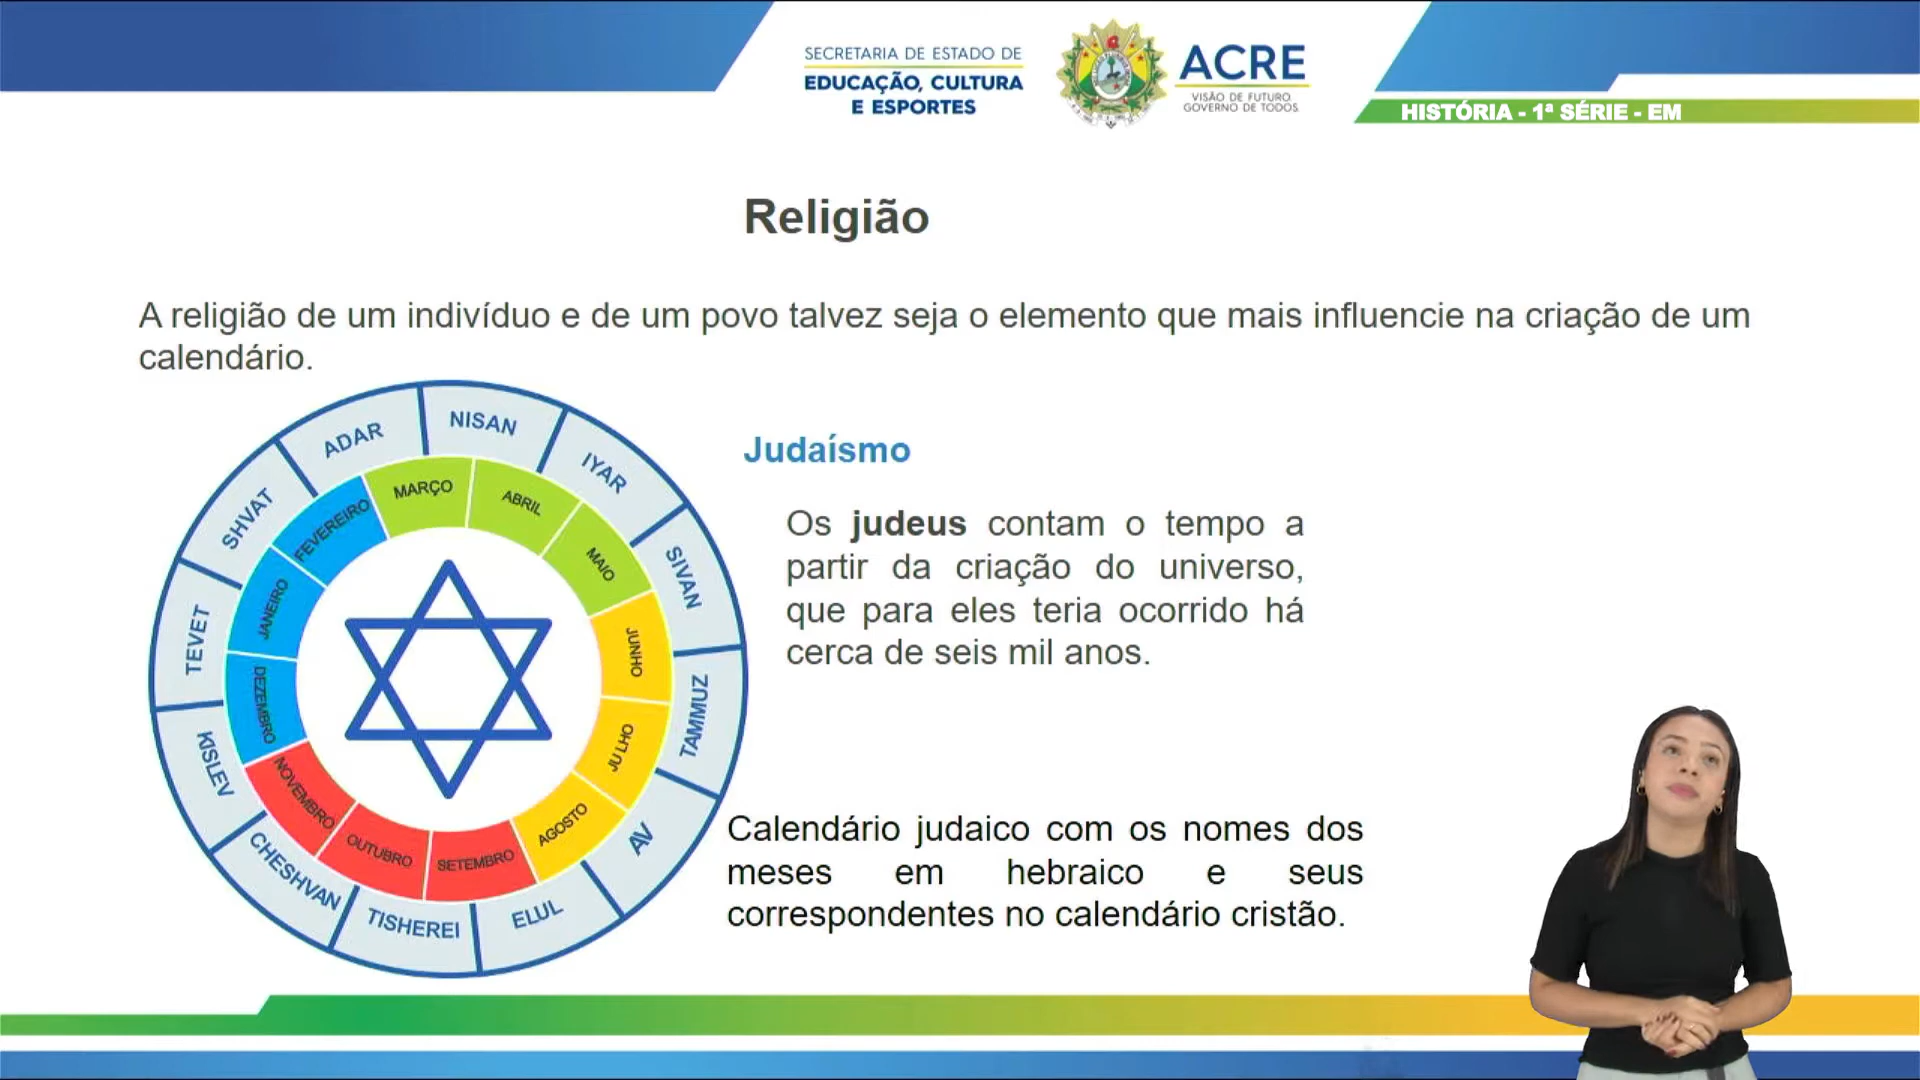 SECRETARIA DE ESTADO DE
EDUCAÇÃO, CULTURA
E ESPORTES
ACRE
VISÃO DE FUTURO.
GOVERNO DE TODOS.
HISTÓRIA - 1ª SÉRIE - EM
Religião
A religião de um indivíduo e de um povo talvez seja o elemento que mais influencie na criação de um
calendário.
NISAN
IYAR
SIVAN
TAMMUZ
AV
ELUL
TISHEREI
CHESHVAN
KISLEV
TEVET
SHVAT
ADAR
MARÇO
ABRIL
MAIO
JUNHO
JULHO
AGOSTO
SETEMBRO
OUTUBRO
NOVEMBRO
DEZEMBRO
JANEIRO
FEVEREIRO
Judaísmo
Os judeus contam o tempo a
partir da criação do universo,
que para eles teria ocorrido há
cerca de seis mil anos.
Calendário judaico com os nomes dos
meses em hebraico e seus
correspondentes no calendário cristão.